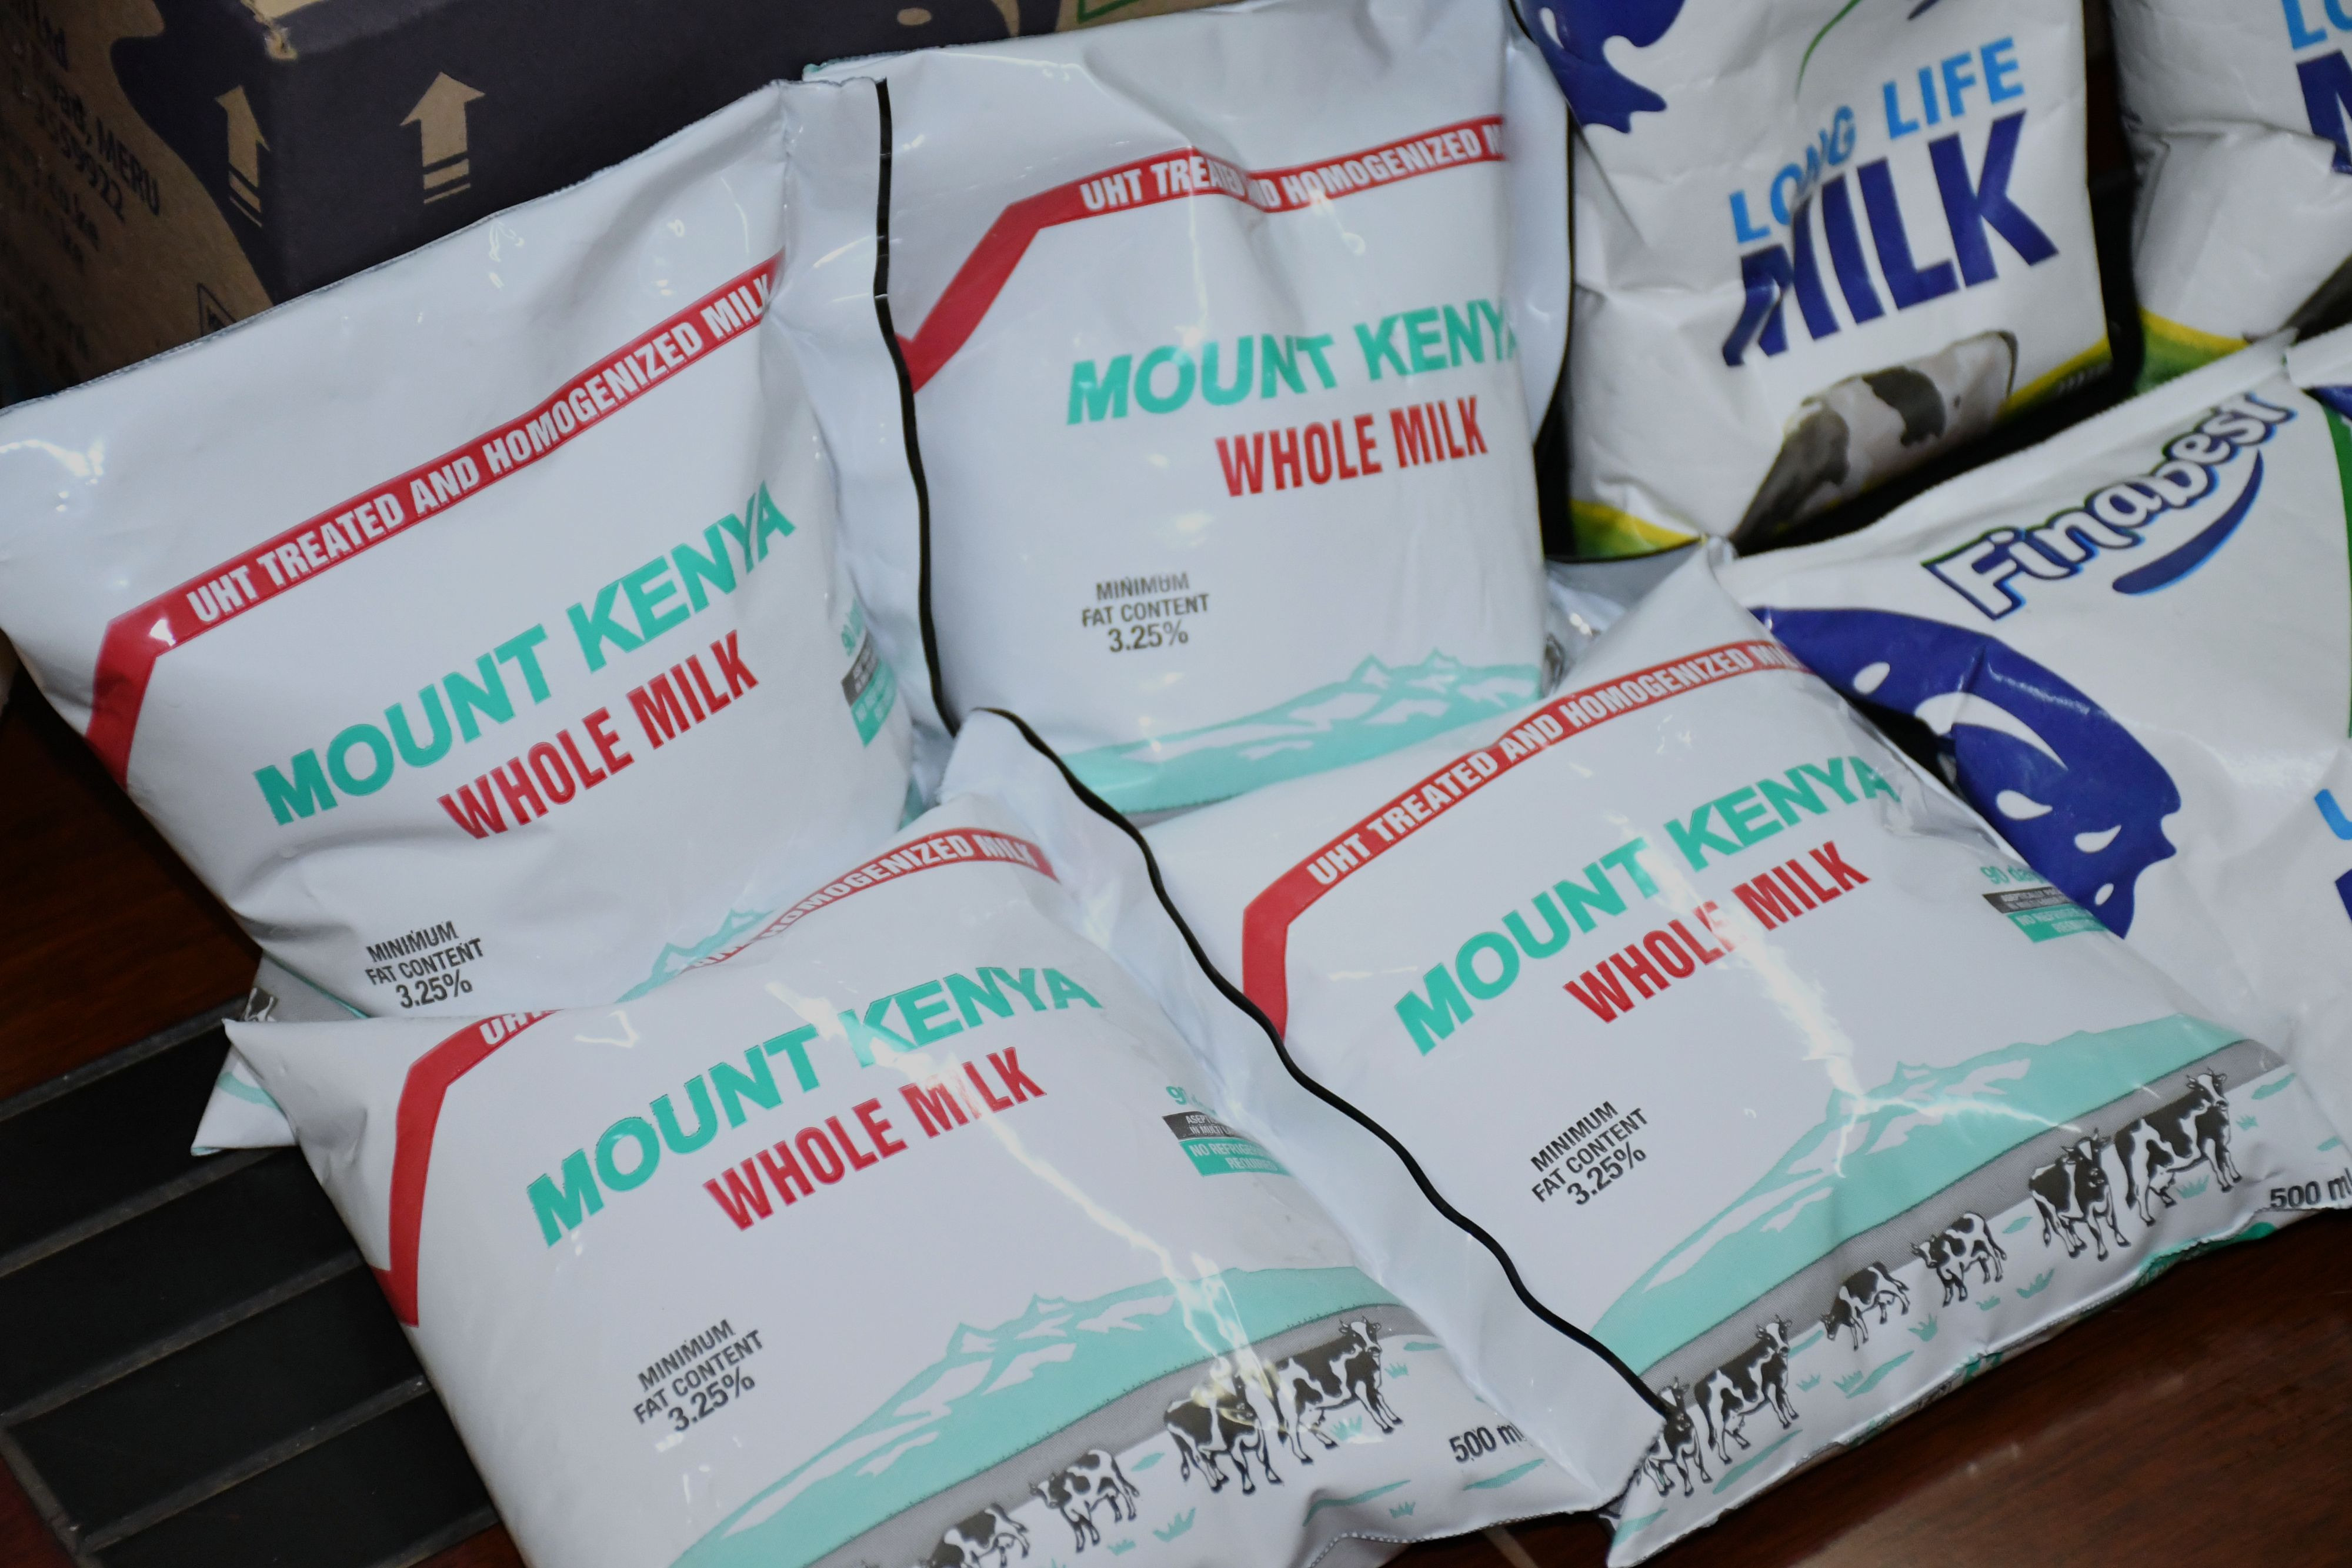 MERU
UHT TREATED AND HOMOGENIZED MILK
MOUNT KENYA
WHOLE MILK
MINIMUM
FAT CONTENT
3.25%
UHT TREATED HOMOGENIZED
MOUNT KENYA
WHOLE MILK
MINIMUM
FAT CONTENT
3.25%
LONG LIFE
MILK
Finabest
HOMOGENIZED MILK
MOUNT KENYA
WHOLE MILK
NO
MINIMUM
FAT CONTENT
3.25%
500 ml
UHT TREATED AND HOMOGENIZED MILK
MOUNT KENYA
WHOLE MILK
90
MINIMUM
FAT CONTENT
3.25%
500 ml